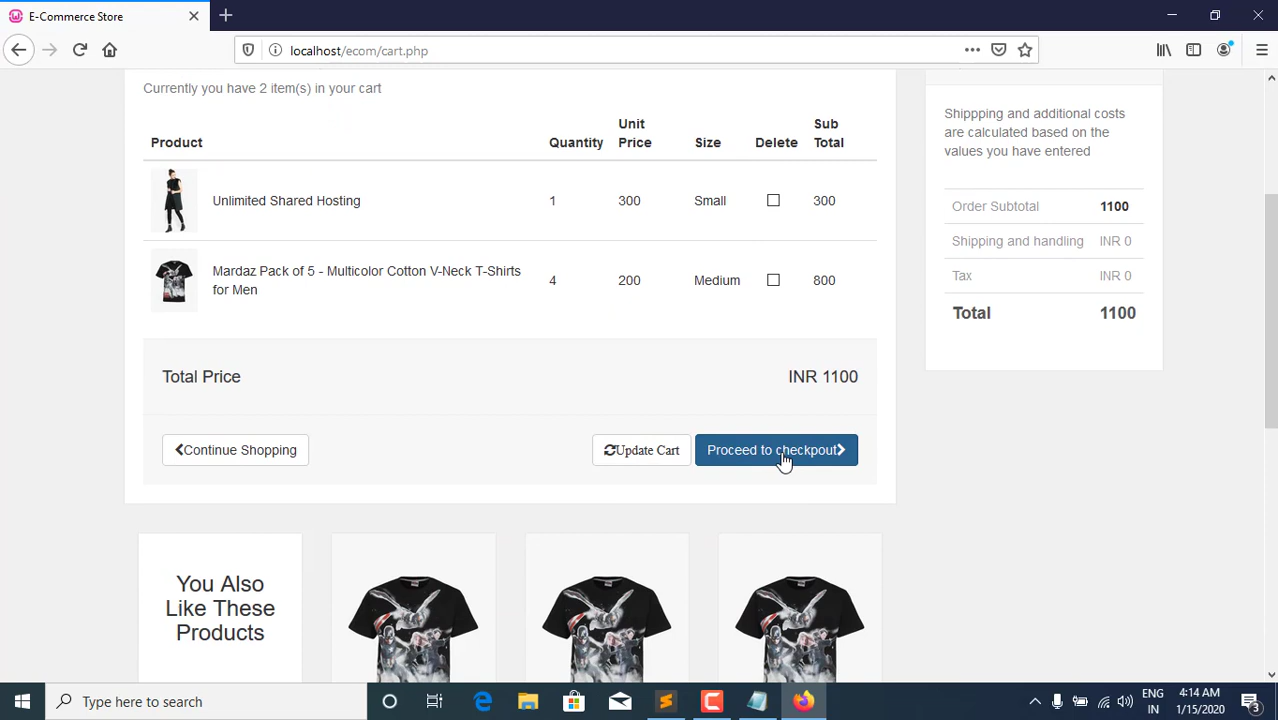 E-Commerce Store
localhost/ecom/cart.php
Currently you have 2 item(s) in your cart
Product Quantity Unit Price Size Delete Sub Total
Unlimited Shared Hosting 1 300 Small 300
Mardaz Pack of 5 - Multicolor Cotton V-Neck T-Shirts
for Men
4 200 Medium 800
Total Price INR 1100
Continue Shopping Update Cart Proceed to checkpout
Shippping and additional costs
are calculated based on the
values you have entered
Order Subtotal 1100
Shipping and handling INR 0
Tax INR 0
Total 1100
You Also
Like These
Products
Type here to search
ENG
IN
4:14 AM
1/15/2020
3